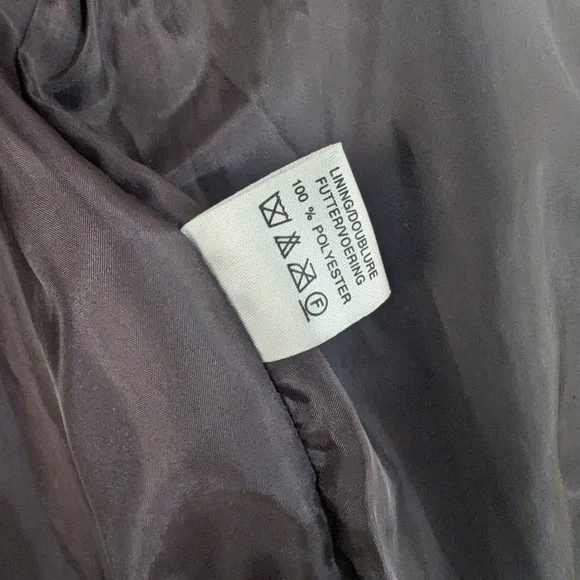 LINING/DOUBLURE
FUTTER/VOERING
100 % POLYESTER
F